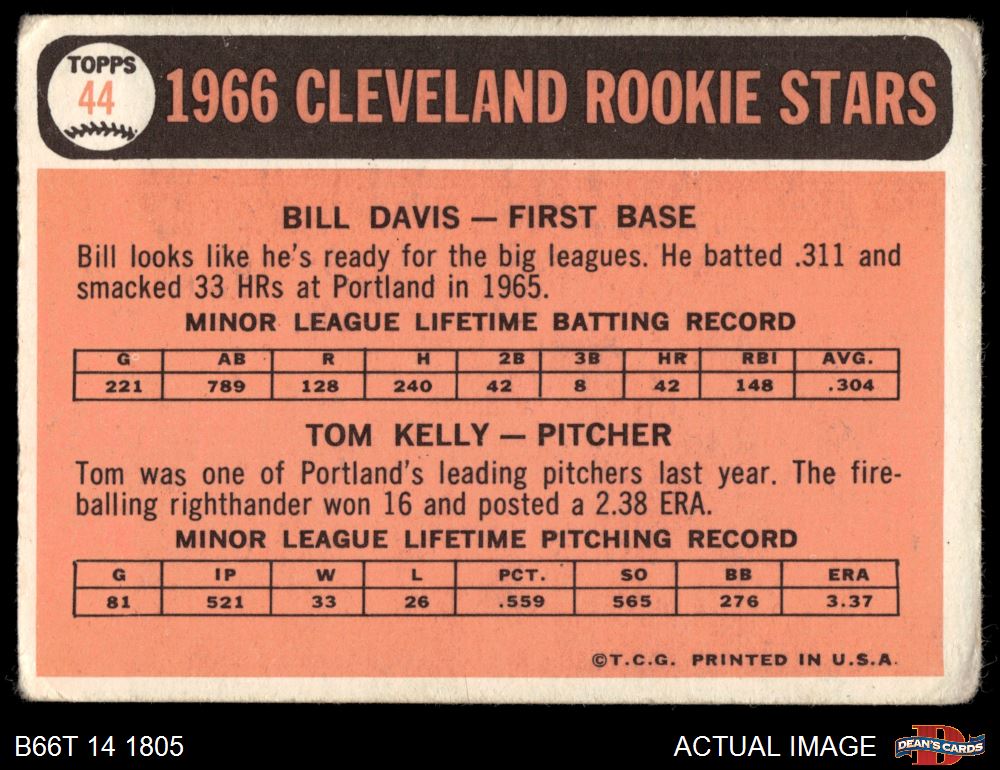 TOPPS
44
1966 CLEVELAND ROOKIE STARS
BILL DAVIS — FIRST BASE
Bill looks like he's ready for the big leagues. He batted .311 and
smacked 33 HRs at Portland in 1965.
MINOR LEAGUE LIFETIME BATTING RECORD
G AB R H 2B 3B HR RBI AVG.
221 789 128 240 42 8 42 148 .304
TOM KELLY — PITCHER
Tom was one of Portland's leading pitchers last year. The fire-
balling righthander won 16 and posted a 2.38 ERA.
MINOR LEAGUE LIFETIME PITCHING RECORD
G IP W L PCT. SO BB ERA
81 521 33 26 .559 565 276 3.37
©T.C.G. PRINTED IN U.S.A.
B66T 14 1805
ACTUAL IMAGE
D
DEAN'S CARDS